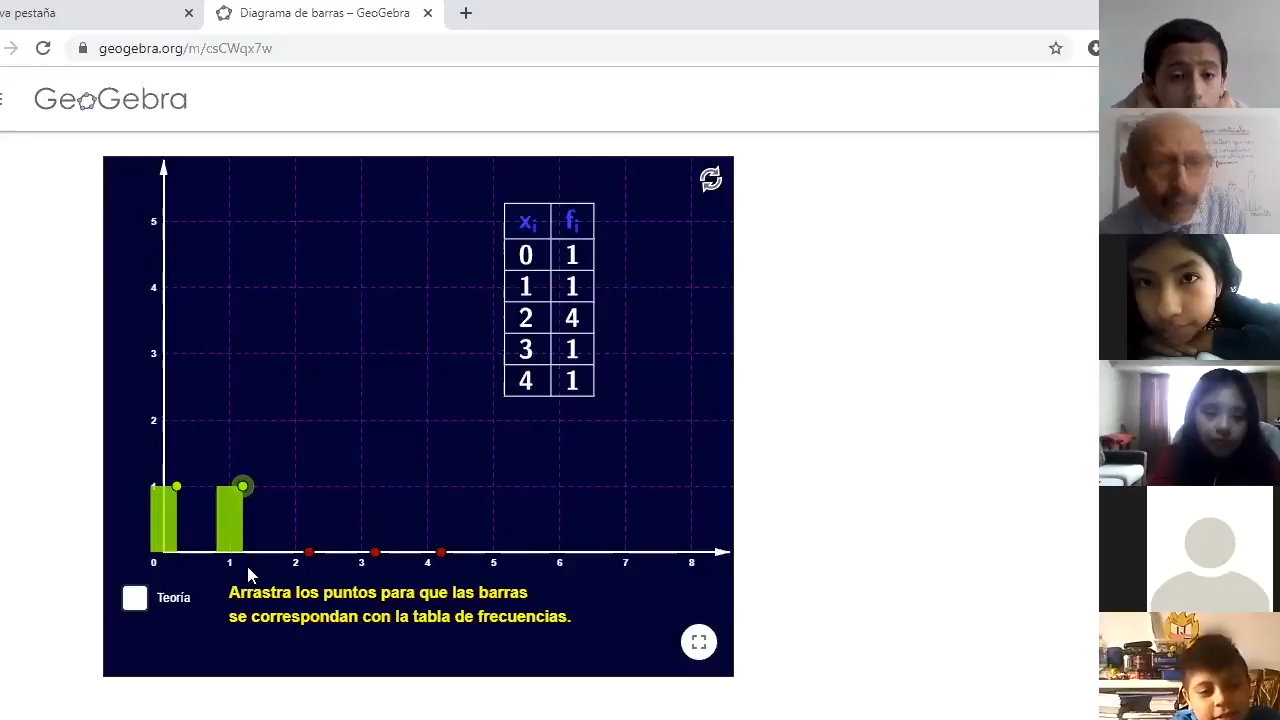 va pestaña
Diagrama de barras – GeoGebra
geogebra.org/m/csCWqx7w
GeoGebra
5
4
3
2
1
0 1 2 3 4 5 6 7 8
xi fi
0 1
1 1
2 4
3 1
4 1
Teoría
Arrastra los puntos para que las barras
se correspondan con la tabla de frecuencias.